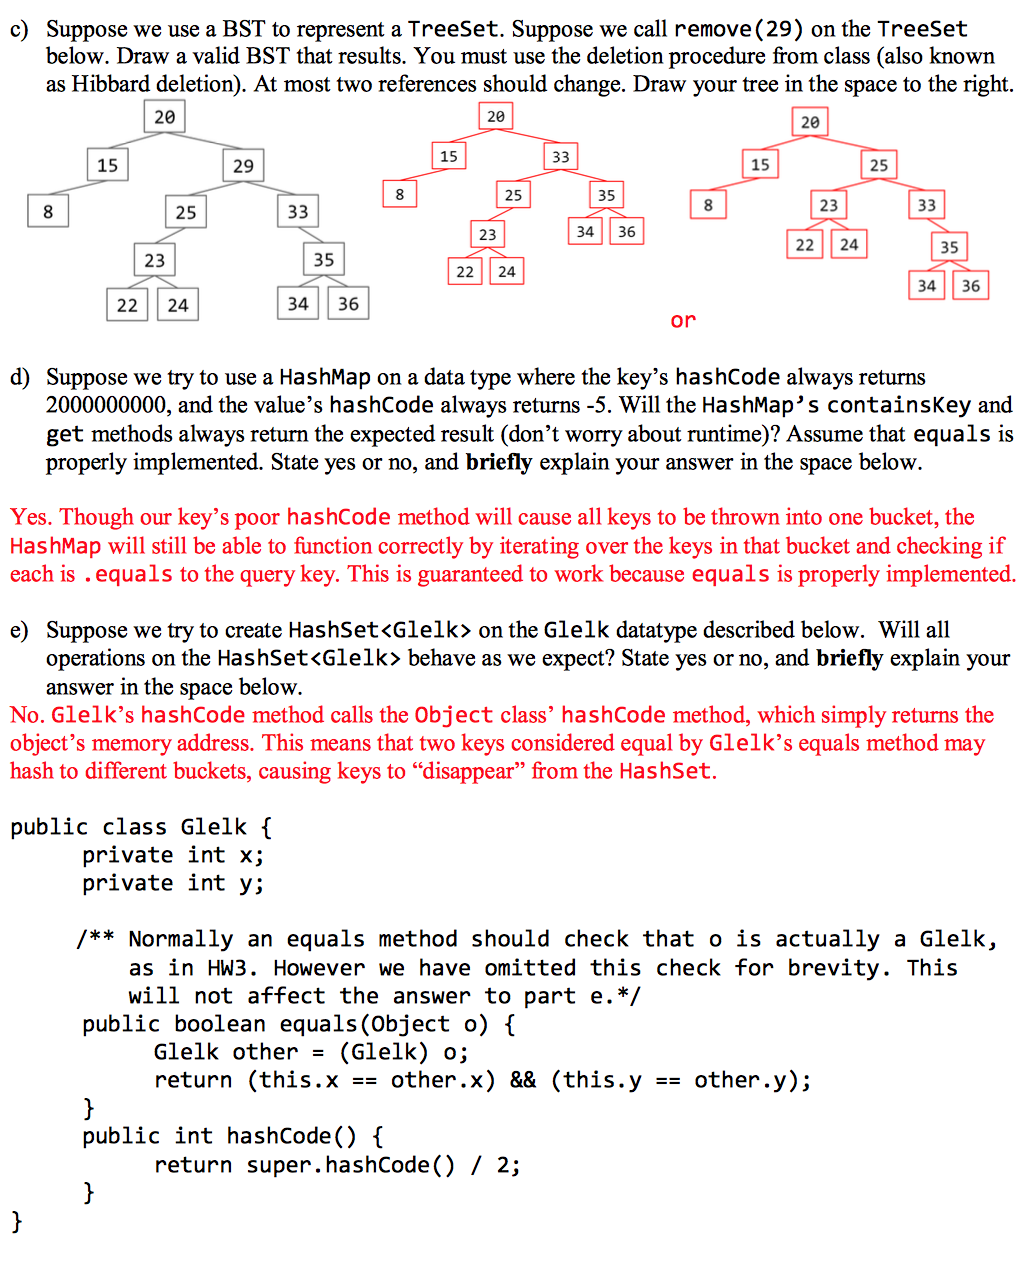 c) Suppose we use a BST to represent a TreeSet. Suppose we call remove(29) on the TreeSet
below. Draw a valid BST that results. You must use the deletion procedure from class (also known
as Hibbard deletion). At most two references should change. Draw your tree in the space to the right.
20
15 29
8 25 33
23 35
22 24 34 36
20
15 33
8 25 35
23 34 36
22 24
or
20
15 25
8 23 33
22 24 35
34 36
d) Suppose we try to use a HashMap on a data type where the key’s hashCode always returns
2000000000, and the value’s hashCode always returns -5. Will the HashMap’s containsKey and
get methods always return the expected result (don’t worry about runtime)? Assume that equals is
properly implemented. State yes or no, and briefly explain your answer in the space below.
Yes. Though our key’s poor hashCode method will cause all keys to be thrown into one bucket, the
HashMap will still be able to function correctly by iterating over the keys in that bucket and checking if
each is .equals to the query key. This is guaranteed to work because equals is properly implemented.
e) Suppose we try to create HashSet<Glelk> on the Glelk datatype described below. Will all
operations on the HashSet<Glelk> behave as we expect? State yes or no, and briefly explain your
answer in the space below.
No. Glelk’s hashCode method calls the Object class’ hashCode method, which simply returns the
object’s memory address. This means that two keys considered equal by Glelk’s equals method may
hash to different buckets, causing keys to “disappear” from the HashSet.
public class Glelk {
private int x;
private int y;
/** Normally an equals method should check that o is actually a Glelk,
as in HW3. However we have omitted this check for brevity. This
will not affect the answer to part e.*/
public boolean equals(Object o) {
Glelk other = (Glelk) o;
return (this.x == other.x) && (this.y == other.y);
}
public int hashCode() {
return super.hashCode() / 2;
}
}